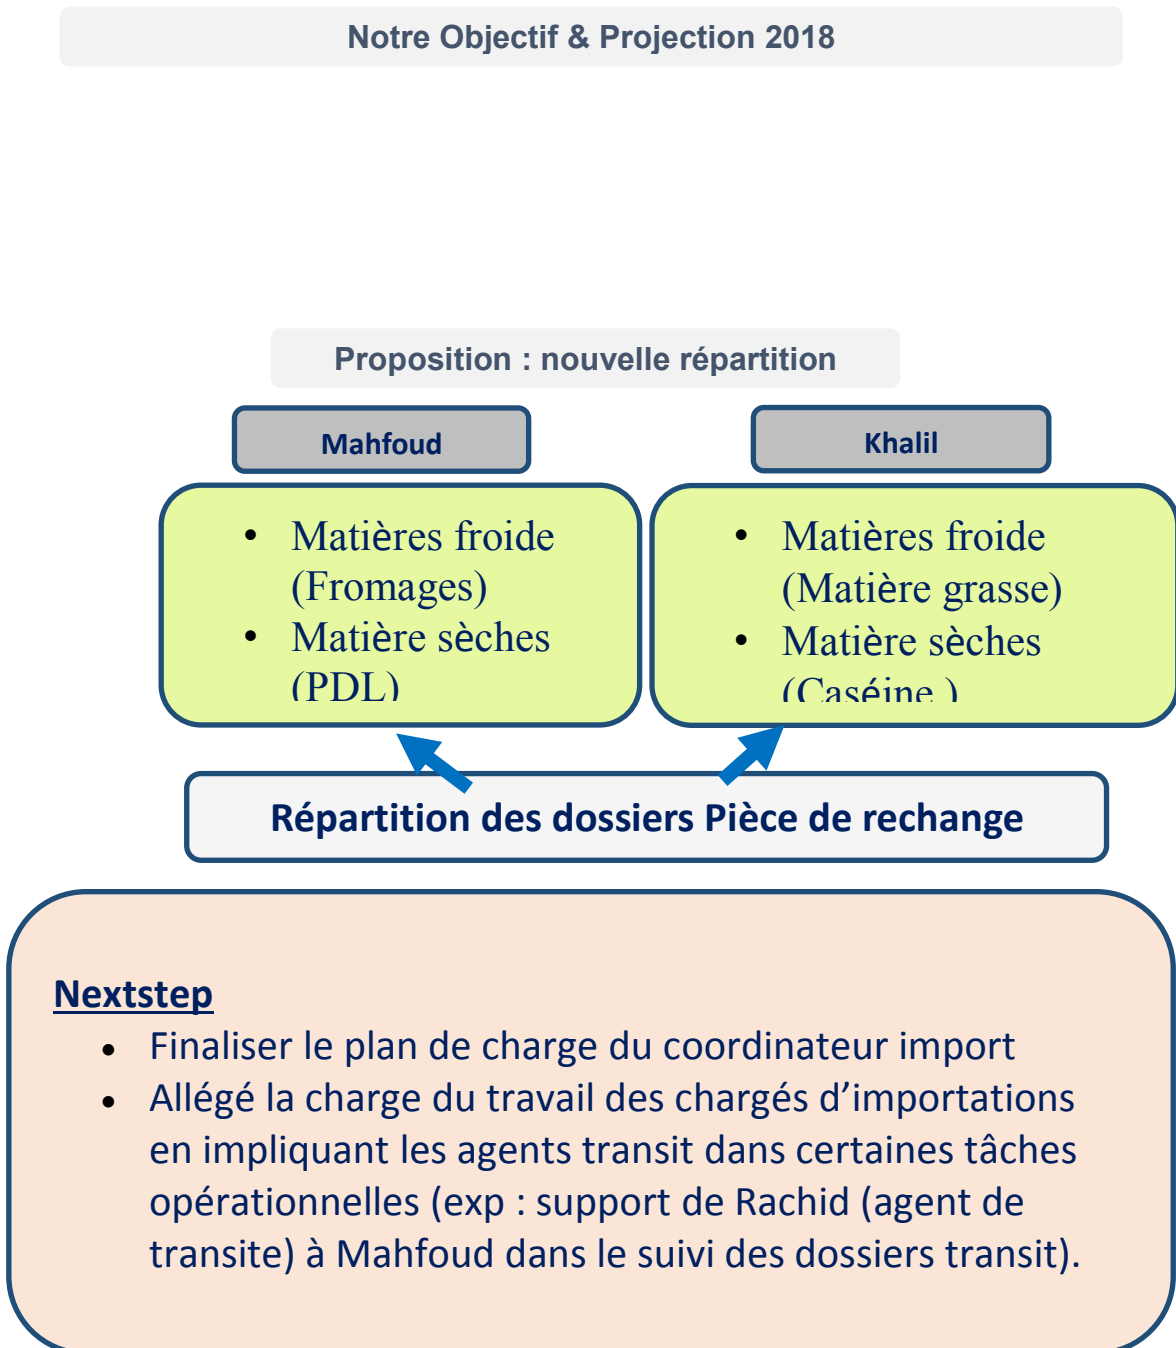 Notre Objectif & Projection 2018
Proposition : nouvelle répartition
Mahfoud
• Matières froide
(Fromages)
• Matière sèches
(PDL)
Khalil
• Matières froide
(Matière grasse)
• Matière sèches
(Caséine )
Répartition des dossiers Pièce de rechange
Nextstep
• Finaliser le plan de charge du coordinateur import
• Allégé la charge du travail des chargés d’importations
en impliquant les agents transit dans certaines tâches
opérationnelles (exp : support de Rachid (agent de
transite) à Mahfoud dans le suivi des dossiers transit).